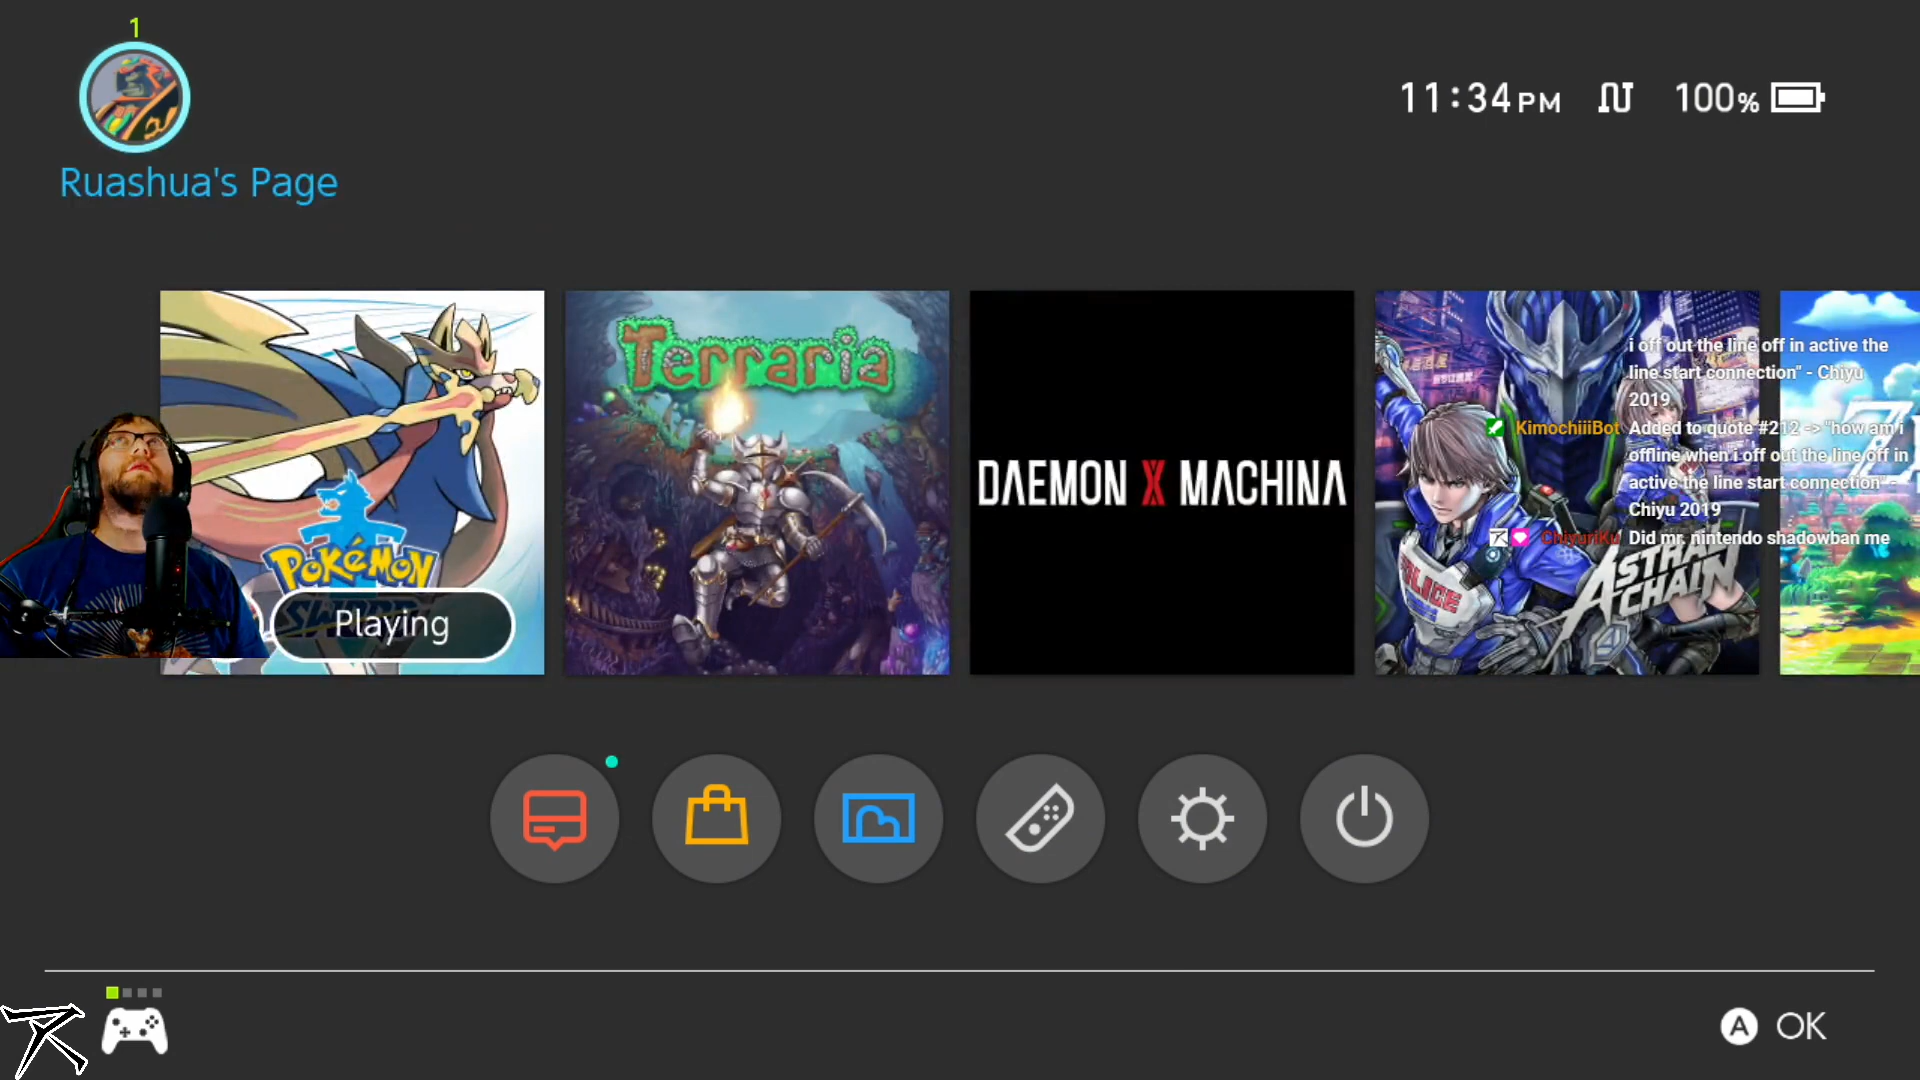 1
11:34 PM
100%
Ruashua's Page
Terraria
i off out the line off in active the
line start connection" - Chiyu
2019
KimochiiiBot Added to quote #212 -> "how am i
offline when i off out the line off in
active the line start connection" -
Chiyu 2019
ChiyuriKu Did mr. nintendo shadowban me
DAEMON X MACHINA
POKéMON
Playing
POLICE
ASTRAL
CHAIN
Z
A OK